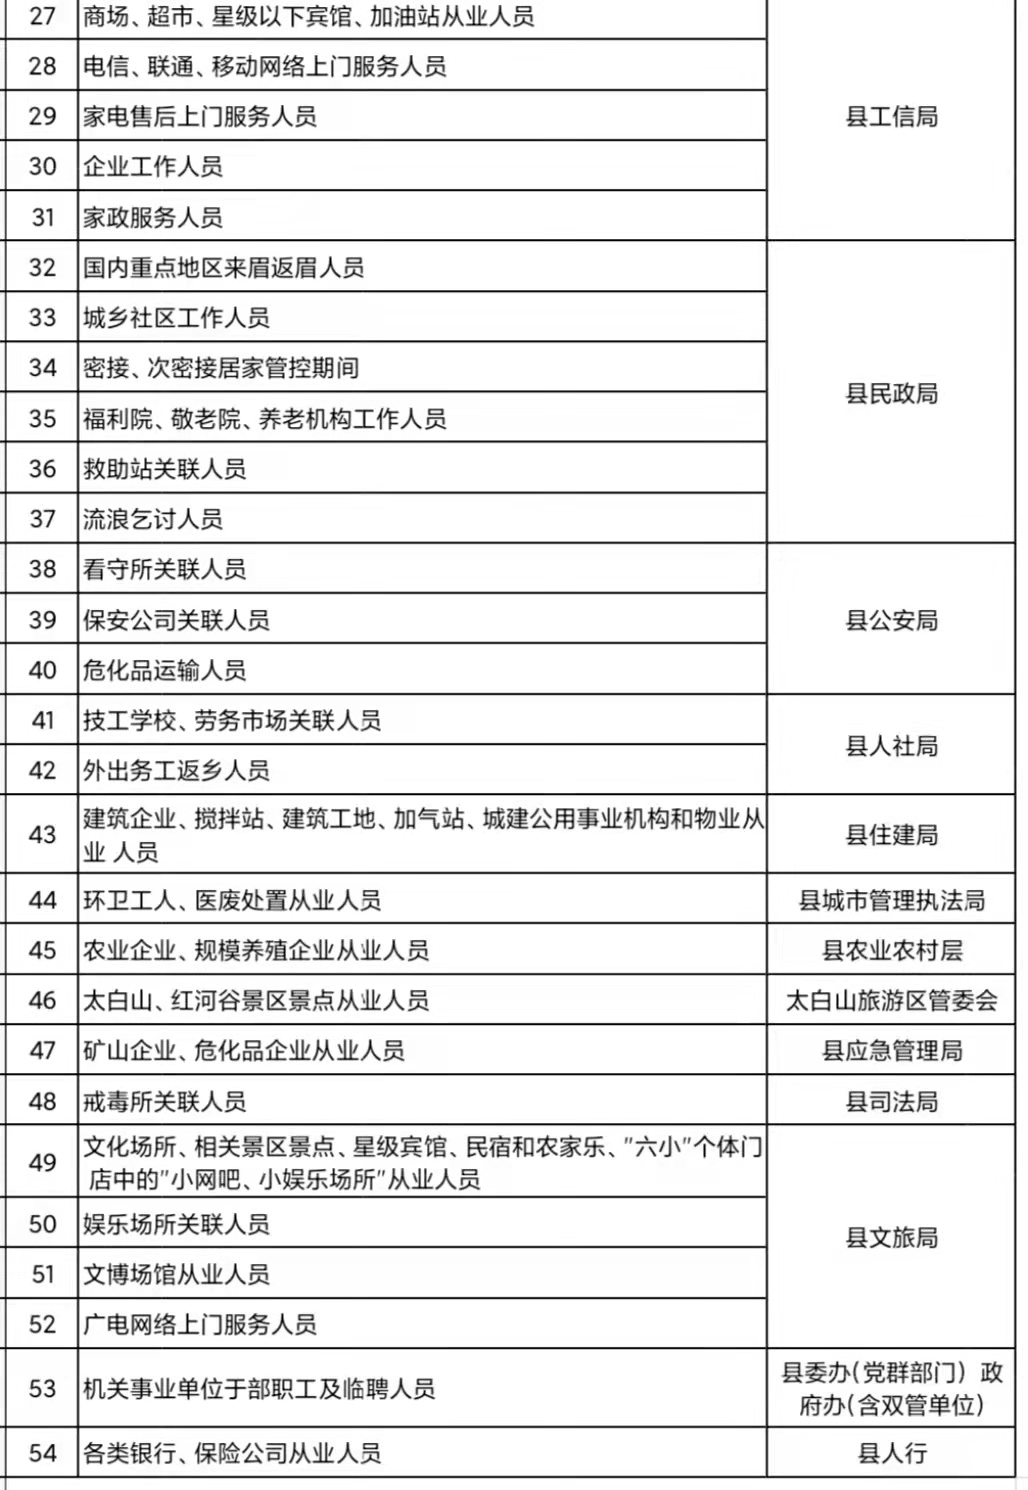 27 商场、超市、星级以下宾馆、加油站从业人员
28 电信、联通、移动网络上门服务人员
29 家电售后上门服务人员 县工信局
30 企业工作人员
31 家政服务人员
32 国内重点地区来眉返眉人员
33 城乡社区工作人员
34 密接、次密接居家管控期间
县民政局
35 福利院、敬老院、养老机构工作人员
36 救助站关联人员
37 流浪乞讨人员
38 看守所关联人员
39 保安公司关联人员 县公安局
40 危化品运输人员
41 技工学校、劳务市场关联人员
县人社局
42 外出务工返乡人员
43 建筑企业、搅拌站、建筑工地、加气站、城建公用事业机构和物业从
业 人员
县住建局
44 环卫工人、医废处置从业人员 县城市管理执法局
45 农业企业、规模养殖企业从业人员 县农业农村层
46 太白山、红河谷景区景点从业人员 太白山旅游区管委会
47 矿山企业、危化品企业从业人员 县应急管理局
48 戒毒所关联人员 县司法局
49 文化场所、相关景区景点、星级宾馆、民宿和农家乐、"六小"个体门
店中的"小网吧、小娱乐场所"从业人员
50 娱乐场所关联人员
县文旅局
51 文博场馆从业人员
52 广电网络上门服务人员
53 机关事业单位于部职工及临聘人员
县委办(党群部门) 政
府办(含双管单位)
54 各类银行、保险公司从业人员 县人行